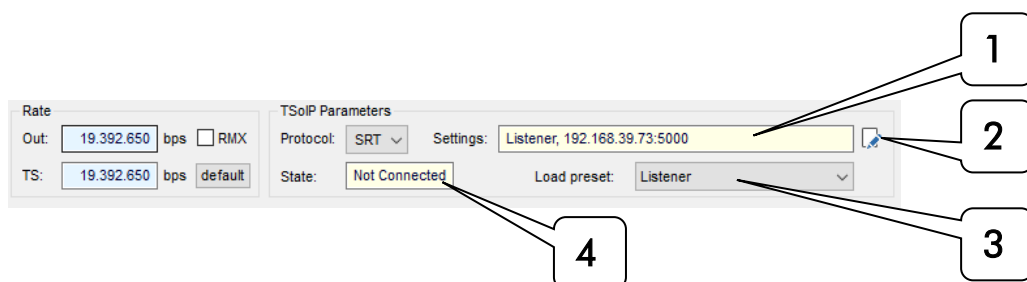 1
Rate
TSoIP Parameters
Out: 19.392.650 bps RMX Protocol: SRT Settings: Listener, 192.168.39.73:5000
2
TS: 19.392.650 bps default State: Not Connected Load preset: Listener
3
4